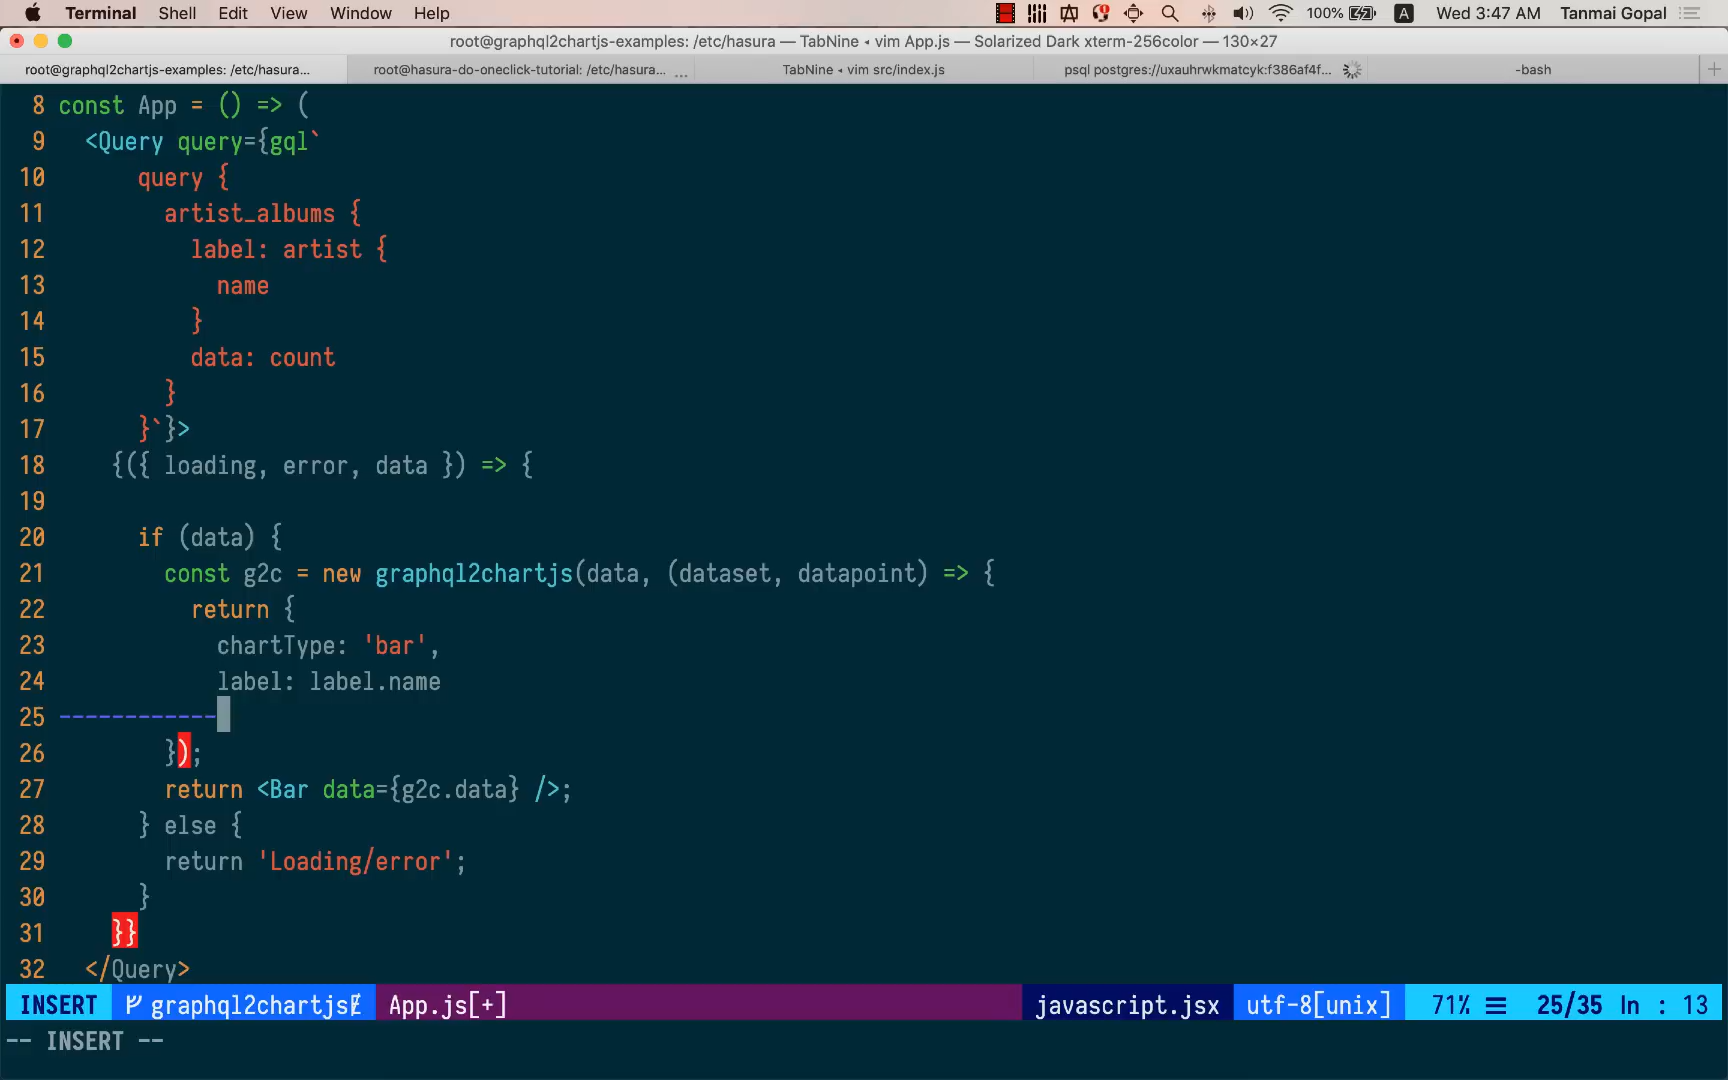 Terminal Shell Edit View Window Help 100% A Wed 3:47 AM Tanmai Gopal
root@graphql2chartjs-examples: /etc/hasura — TabNine ◂ vim App.js — Solarized Dark xterm-256color — 130×27
root@graphql2chartjs-examples: /etc/hasura... root@hasura-do-oneclick-tutorial: /etc/hasura... ... TabNine ◂ vim src/index.js psql postgres://uxauhrwkmatcyk:f386af4f... -bash +
8 const App = () => (
9 <Query query={gql`
10 query {
11 artist_albums {
12 label: artist {
13 name
14 }
15 data: count
16 }
17 }`}>
18 {({ loading, error, data }) => {
19
20 if (data) {
21 const g2c = new graphql2chartjs(data, (dataset, datapoint) => {
22 return {
23 chartType: 'bar',
24 label: label.name
25 ------------
26 });
27 return <Bar data={g2c.data} />;
28 } else {
29 return 'Loading/error';
30 }
31 }}
32 </Query>
INSERT graphql2chartjs App.js[+] javascript.jsx utf-8[unix] 71% ☰ 25/35 ln : 13
-- INSERT --